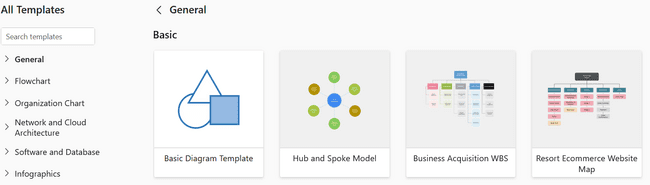 All Templates
Search templates
General
Flowchart
Organization Chart
Network and Cloud
Architecture
Software and Database
Infographics
General
Basic
Basic Diagram Template
Hub and Spoke Model
Business Acquisition WBS
Resort Ecommerce Website
Map